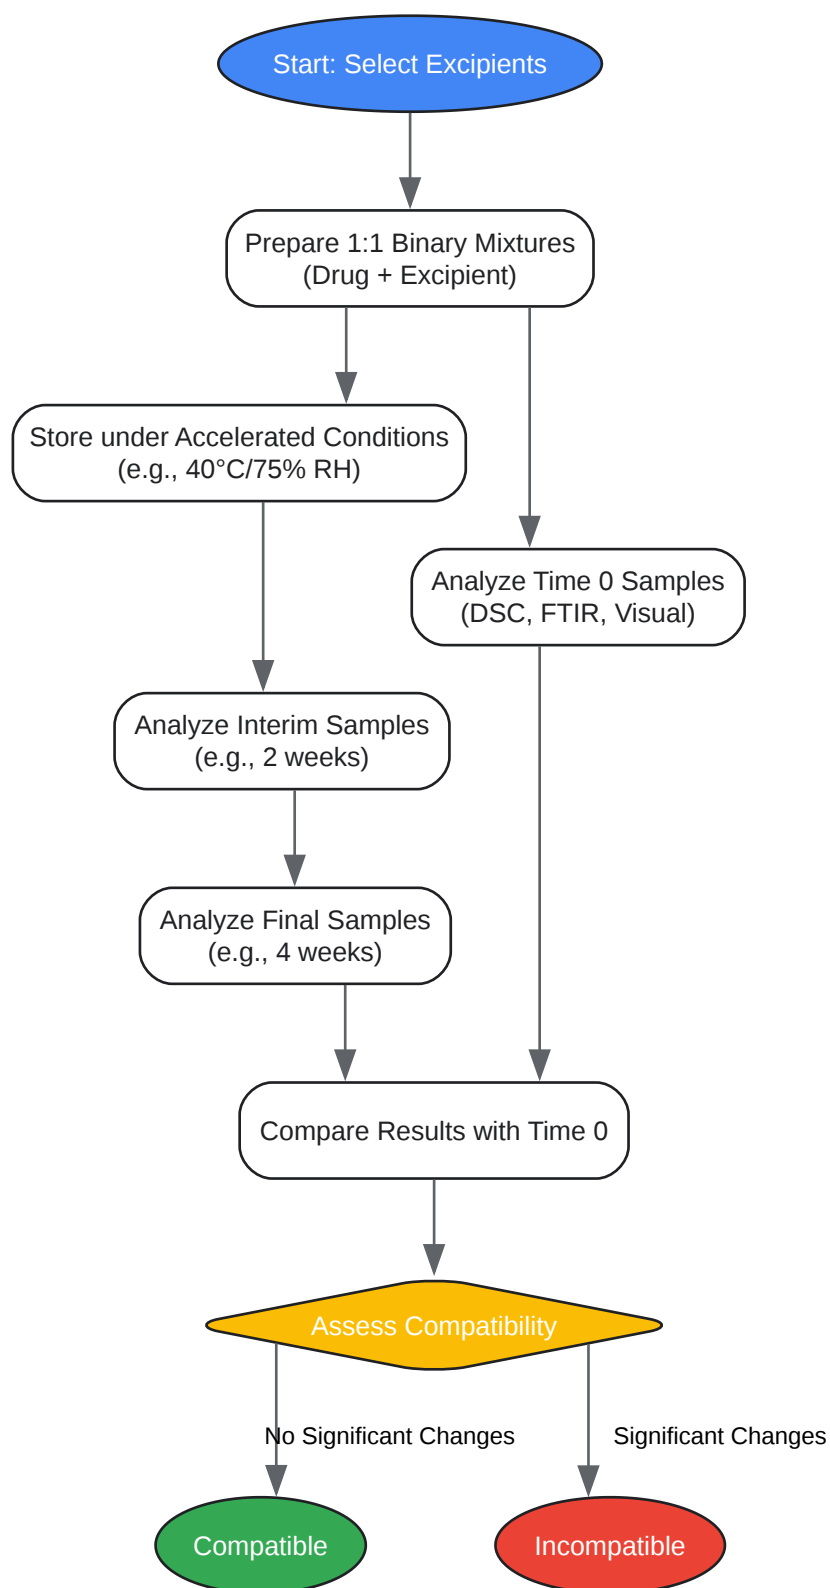 Start: Select Excipients
Prepare 1:1 Binary Mixtures
(Drug + Excipient)
Store under Accelerated Conditions
(e.g., 40°C/75% RH)
Analyze Time 0 Samples
(DSC, FTIR, Visual)
Analyze Interim Samples
(e.g., 2 weeks)
Analyze Final Samples
(e.g., 4 weeks)
Compare Results with Time 0
Assess Compatibility
No Significant Changes
Significant Changes
Compatible
Incompatible